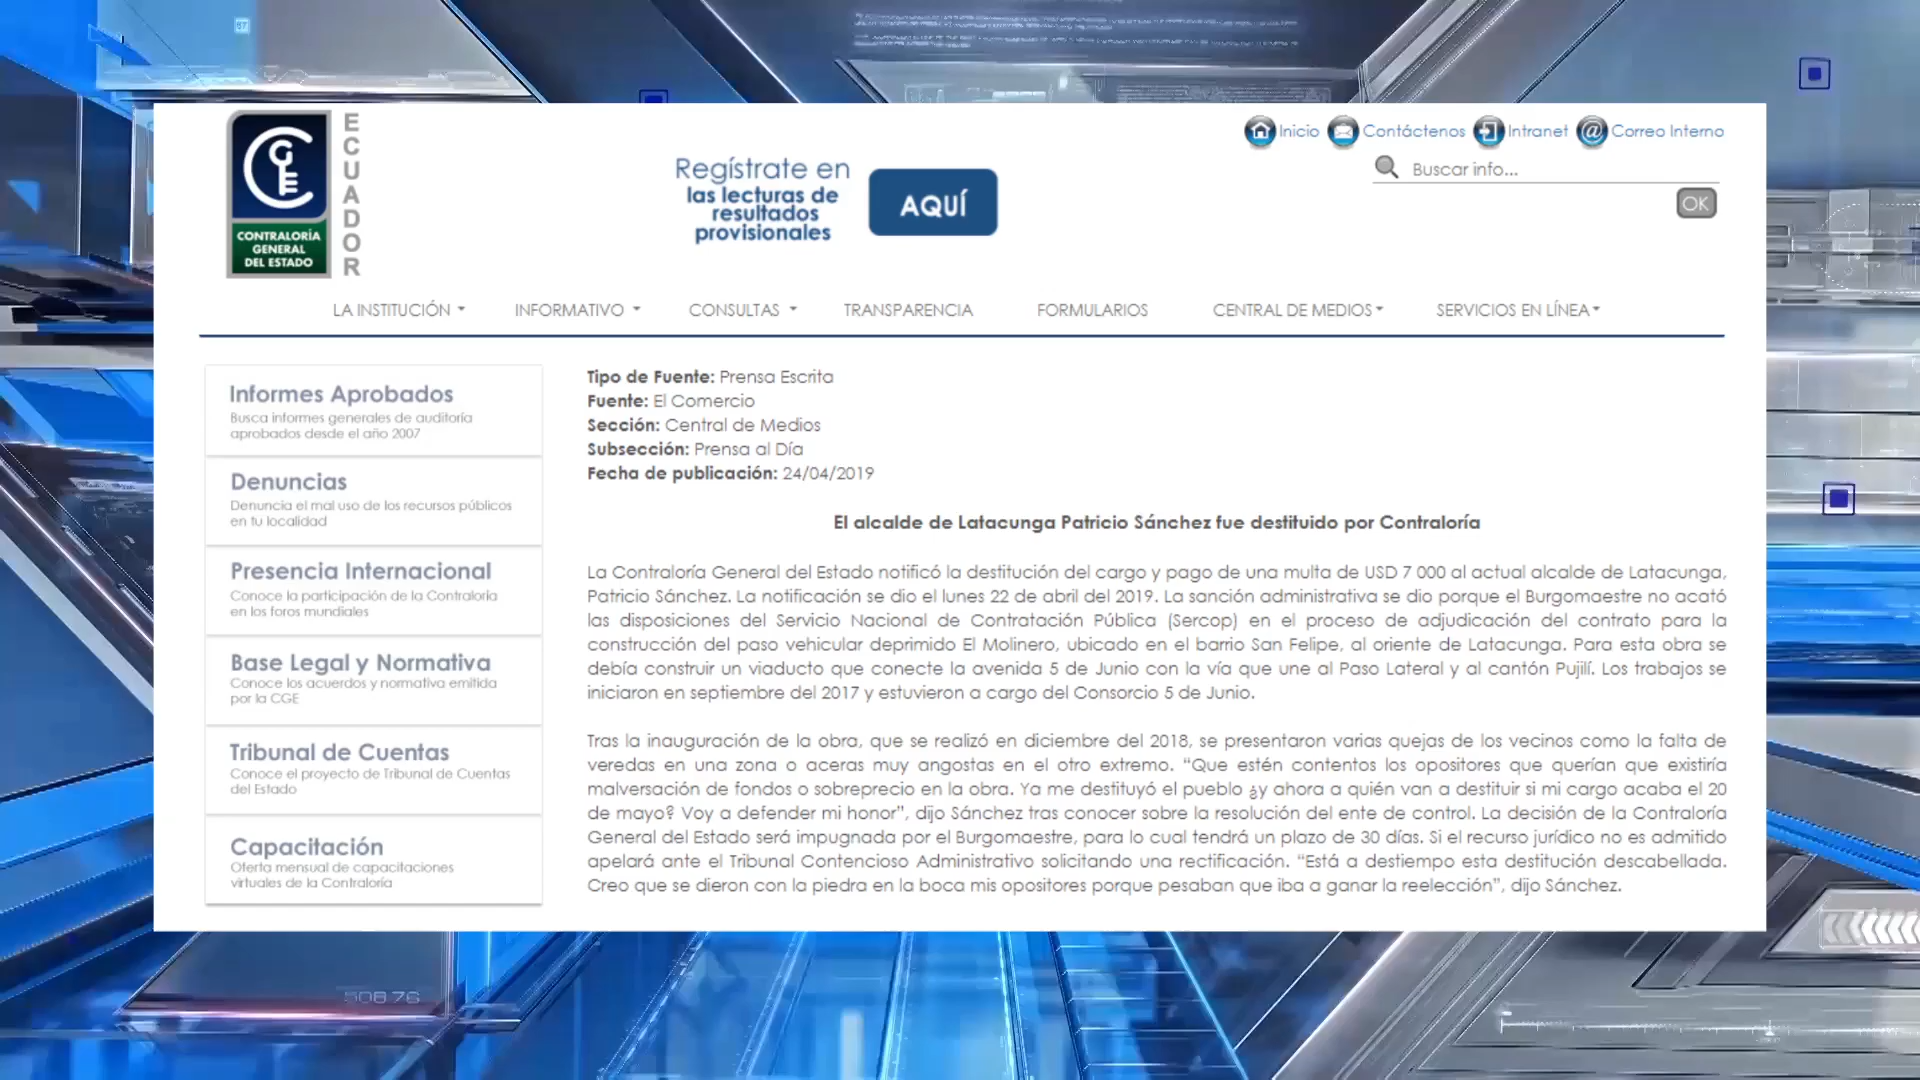 ECUADOR
CGE
CONTRALORÍA
GENERAL
DEL ESTADO
Regístrate en
las lecturas de
resultados
provisionales
AQUÍ
Inicio Contáctenos Intranet Correo Interno
Buscar info...
OK
LA INSTITUCIÓN INFORMATIVO CONSULTAS TRANSPARENCIA FORMULARIOS CENTRAL DE MEDIOS SERVICIOS EN LÍNEA
Informes Aprobados
Busca informes generales de auditoría
aprobados desde el año 2007
Denuncias
Denuncia el mal uso de los recursos públicos
en tu localidad
Presencia Internacional
Conoce la participación de la Contraloría
en los foros mundiales
Base Legal y Normativa
Conoce los acuerdos y normativa emitida
por la CGE
Tribunal de Cuentas
Conoce el proyecto de Tribunal de Cuentas
del Estado
Capacitación
Oferta mensual de capacitaciones
virtuales de la Contraloría
Tipo de Fuente: Prensa Escrita
Fuente: El Comercio
Sección: Central de Medios
Subsección: Prensa al Día
Fecha de publicación: 24/04/2019
El alcalde de Latacunga Patricio Sánchez fue destituido por Contraloría
La Contraloría General del Estado notificó la destitución del cargo y pago de una multa de USD 7 000 al actual alcalde de Latacunga,
Patricio Sánchez. La notificación se dio el lunes 22 de abril del 2019. La sanción administrativa se dio porque el Burgomaestre no acató
las disposiciones del Servicio Nacional de Contratación Pública (Sercop) en el proceso de adjudicación del contrato para la
construcción del paso vehicular deprimido El Molinero, ubicado en el barrio San Felipe, al oriente de Latacunga. Para esta obra se
debía construir un viaducto que conecte la avenida 5 de Junio con la vía que une al Paso Lateral y al cantón Pujilí. Los trabajos se
iniciaron en septiembre del 2017 y estuvieron a cargo del Consorcio 5 de Junio.
Tras la inauguración de la obra, que se realizó en diciembre del 2018, se presentaron varias quejas de los vecinos como la falta de
veredas en una zona o aceras muy angostas en el otro extremo. “Que estén contentos los opositores que querían que existiría
malversación de fondos o sobreprecio en la obra. Ya me destituyó el pueblo ¿y ahora a quién van a destituir si mi cargo acaba el 20
de mayo? Voy a defender mi honor”, dijo Sánchez tras conocer sobre la resolución del ente de control. La decisión de la Contraloría
General del Estado será impugnada por el Burgomaestre, para lo cual tendrá un plazo de 30 días. Si el recurso jurídico no es admitido
apelará ante el Tribunal Contencioso Administrativo solicitando una rectificación. “Está a destiempo esta destitución descabellada.
Creo que se dieron con la piedra en la boca mis opositores porque pesaban que iba a ganar la reelección”, dijo Sánchez.